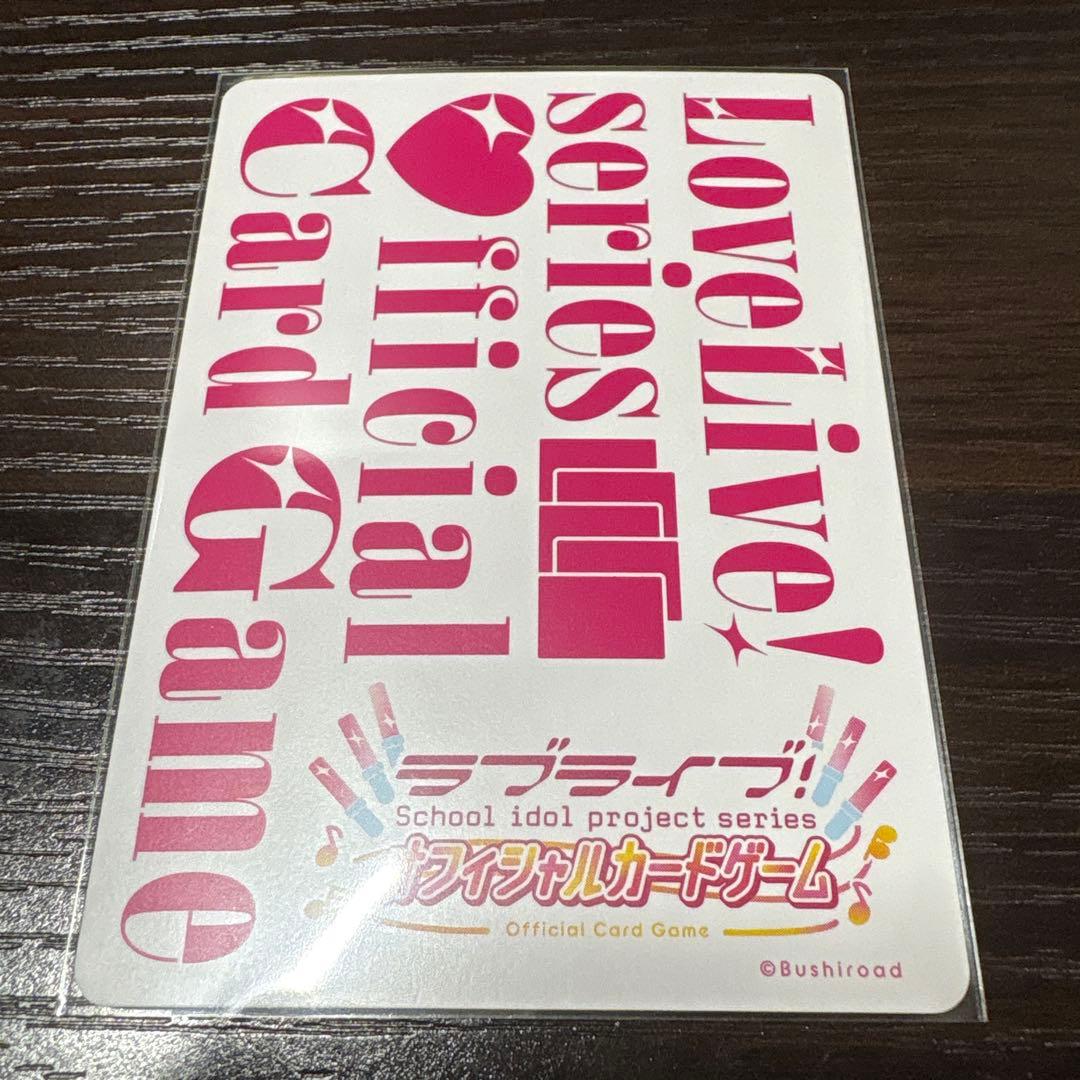 LoveLive!
series
Official
Card Game
ラブライブ!
School idol project series
オフィシャルカードゲーム
Official Card Game
©Bushiroad